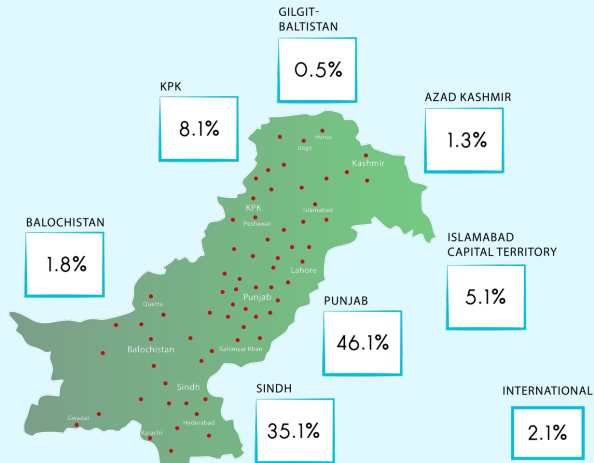 GILGIT-
BALTISTAN
0.5%
KPK
8.1%
AZAD KASHMIR
1.3%
Hunza
Gilgit
Kashmir
KPK
Islamabad
Peshawar
BALOCHISTAN
1.8%
ISLAMABAD
CAPITAL TERRITORY
5.1%
Lahore
Quetta
Punjab
PUNJAB
46.1%
Balochistan
Rahimyar Khan
Sindh
SINDH
35.1%
INTERNATIONAL
2.1%
Gwadar
Hyderabad
Karachi